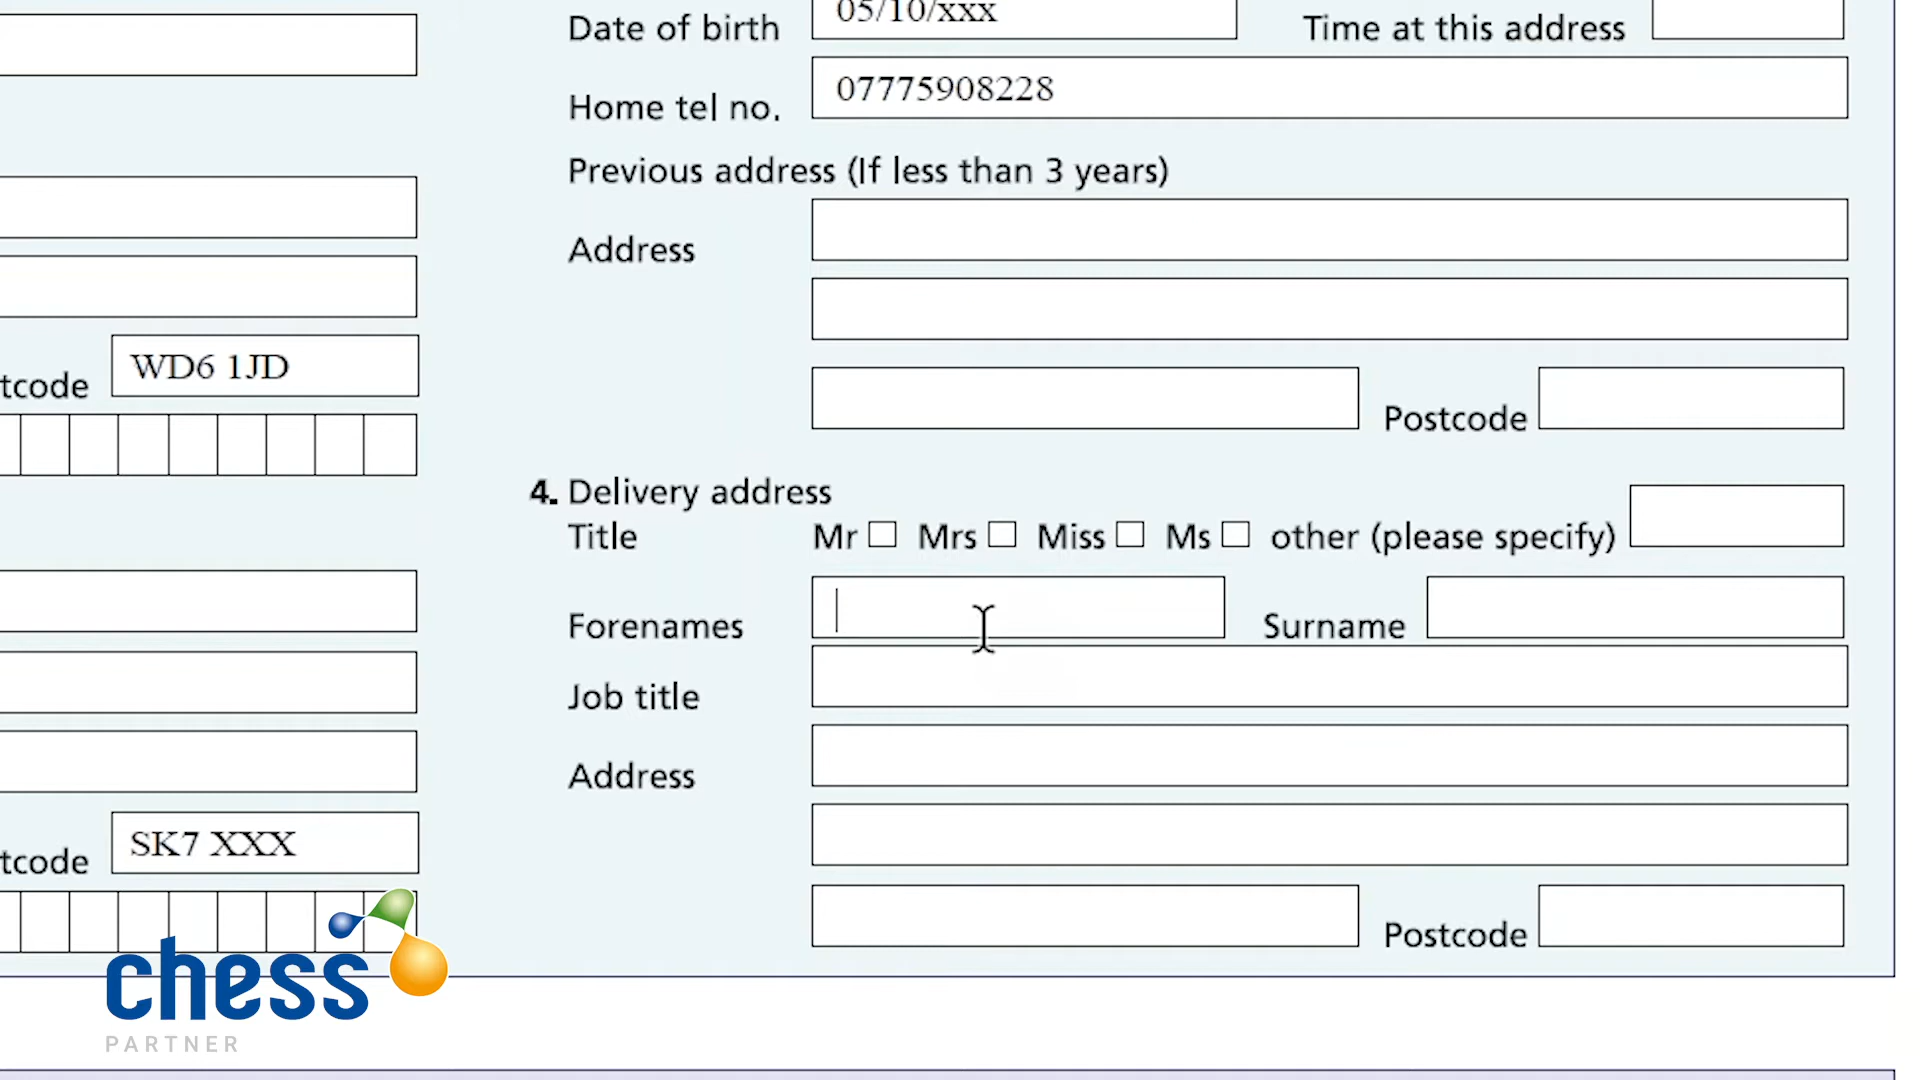 Date of birth 05/10/xxx Time at this address
Home tel no. 07775908228
Previous address (If less than 3 years)
Address
tcode WD6 1JD
Postcode
4. Delivery address
Title Mr Mrs Miss Ms other (please specify)
Forenames Surname
Job title
Address
tcode SK7 XXX
Postcode
chess
PARTNER